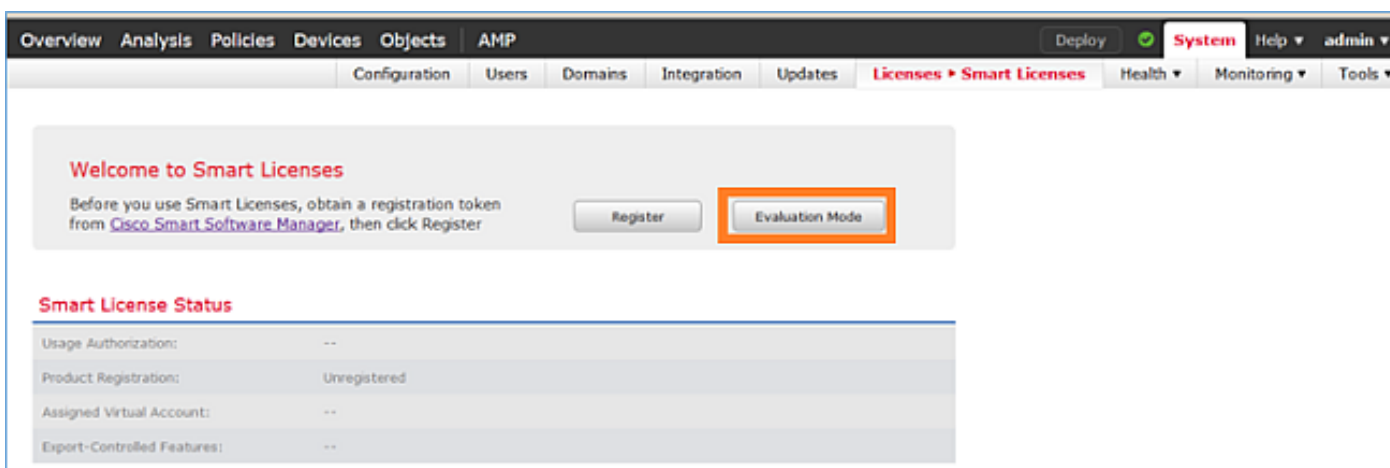 Overview Analysis Policies Devices Objects AMP Deploy System Help ▾ admin ▾
Configuration Users Domains Integration Updates Licenses ▸ Smart Licenses Health ▾ Monitoring ▾ Tools ▾
Welcome to Smart Licenses
Before you use Smart Licenses, obtain a registration token
from Cisco Smart Software Manager, then click Register
Register Evaluation Mode
Smart License Status
Usage Authorization: --
Product Registration: Unregistered
Assigned Virtual Account: --
Export-Controlled Features: --